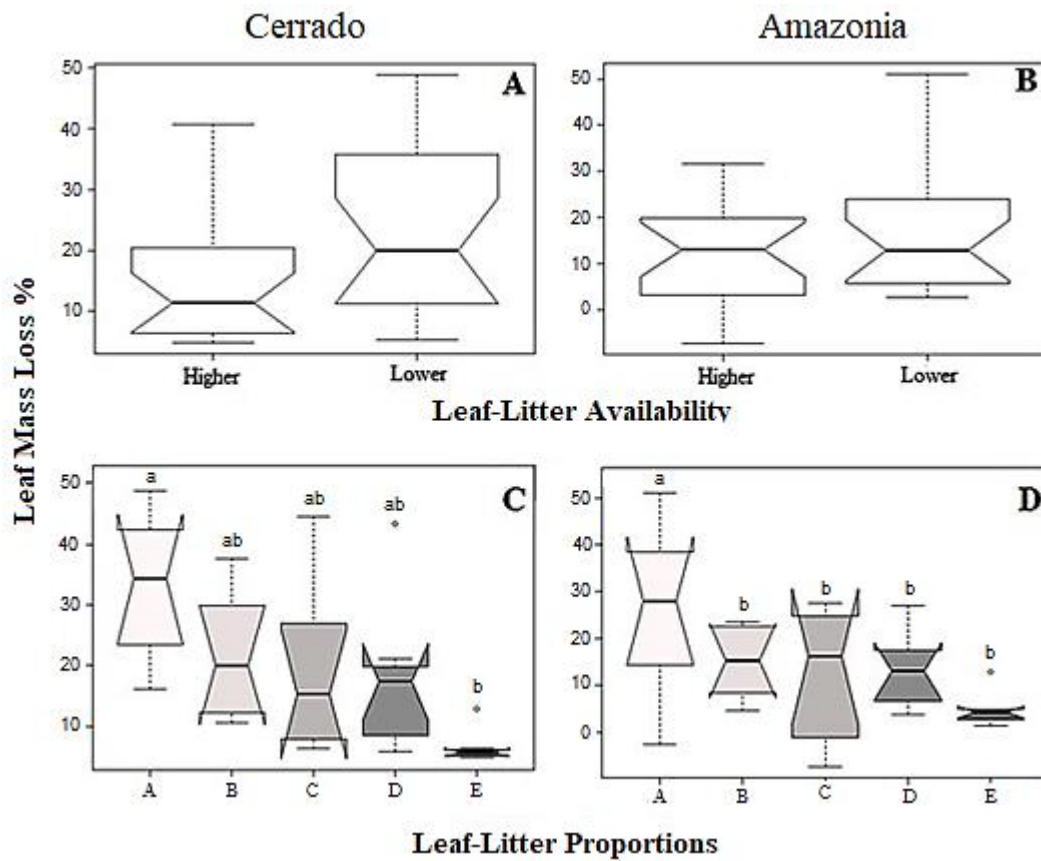 Cerrado Amazonia
Leaf Mass Loss %
A
50
40
30
20
10
Higher Lower
B
50
40
30
20
10
0
Higher Lower
Leaf-Litter Availability
C
50
40
30
20
10
a ab ab ab b
A B C D E
D
50
40
30
20
10
0
a b b b b
A B C D E
Leaf-Litter Proportions